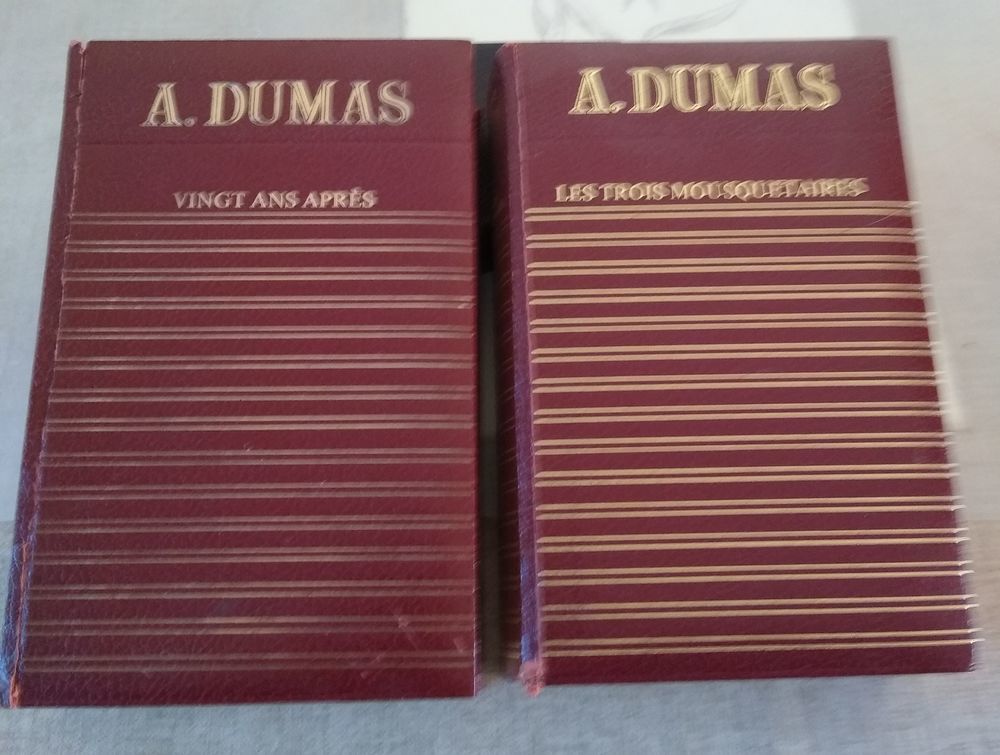 A. DUMAS
VINGT ANS APRÈS
A. DUMAS
LES TROIS MOUSQUETAIRES